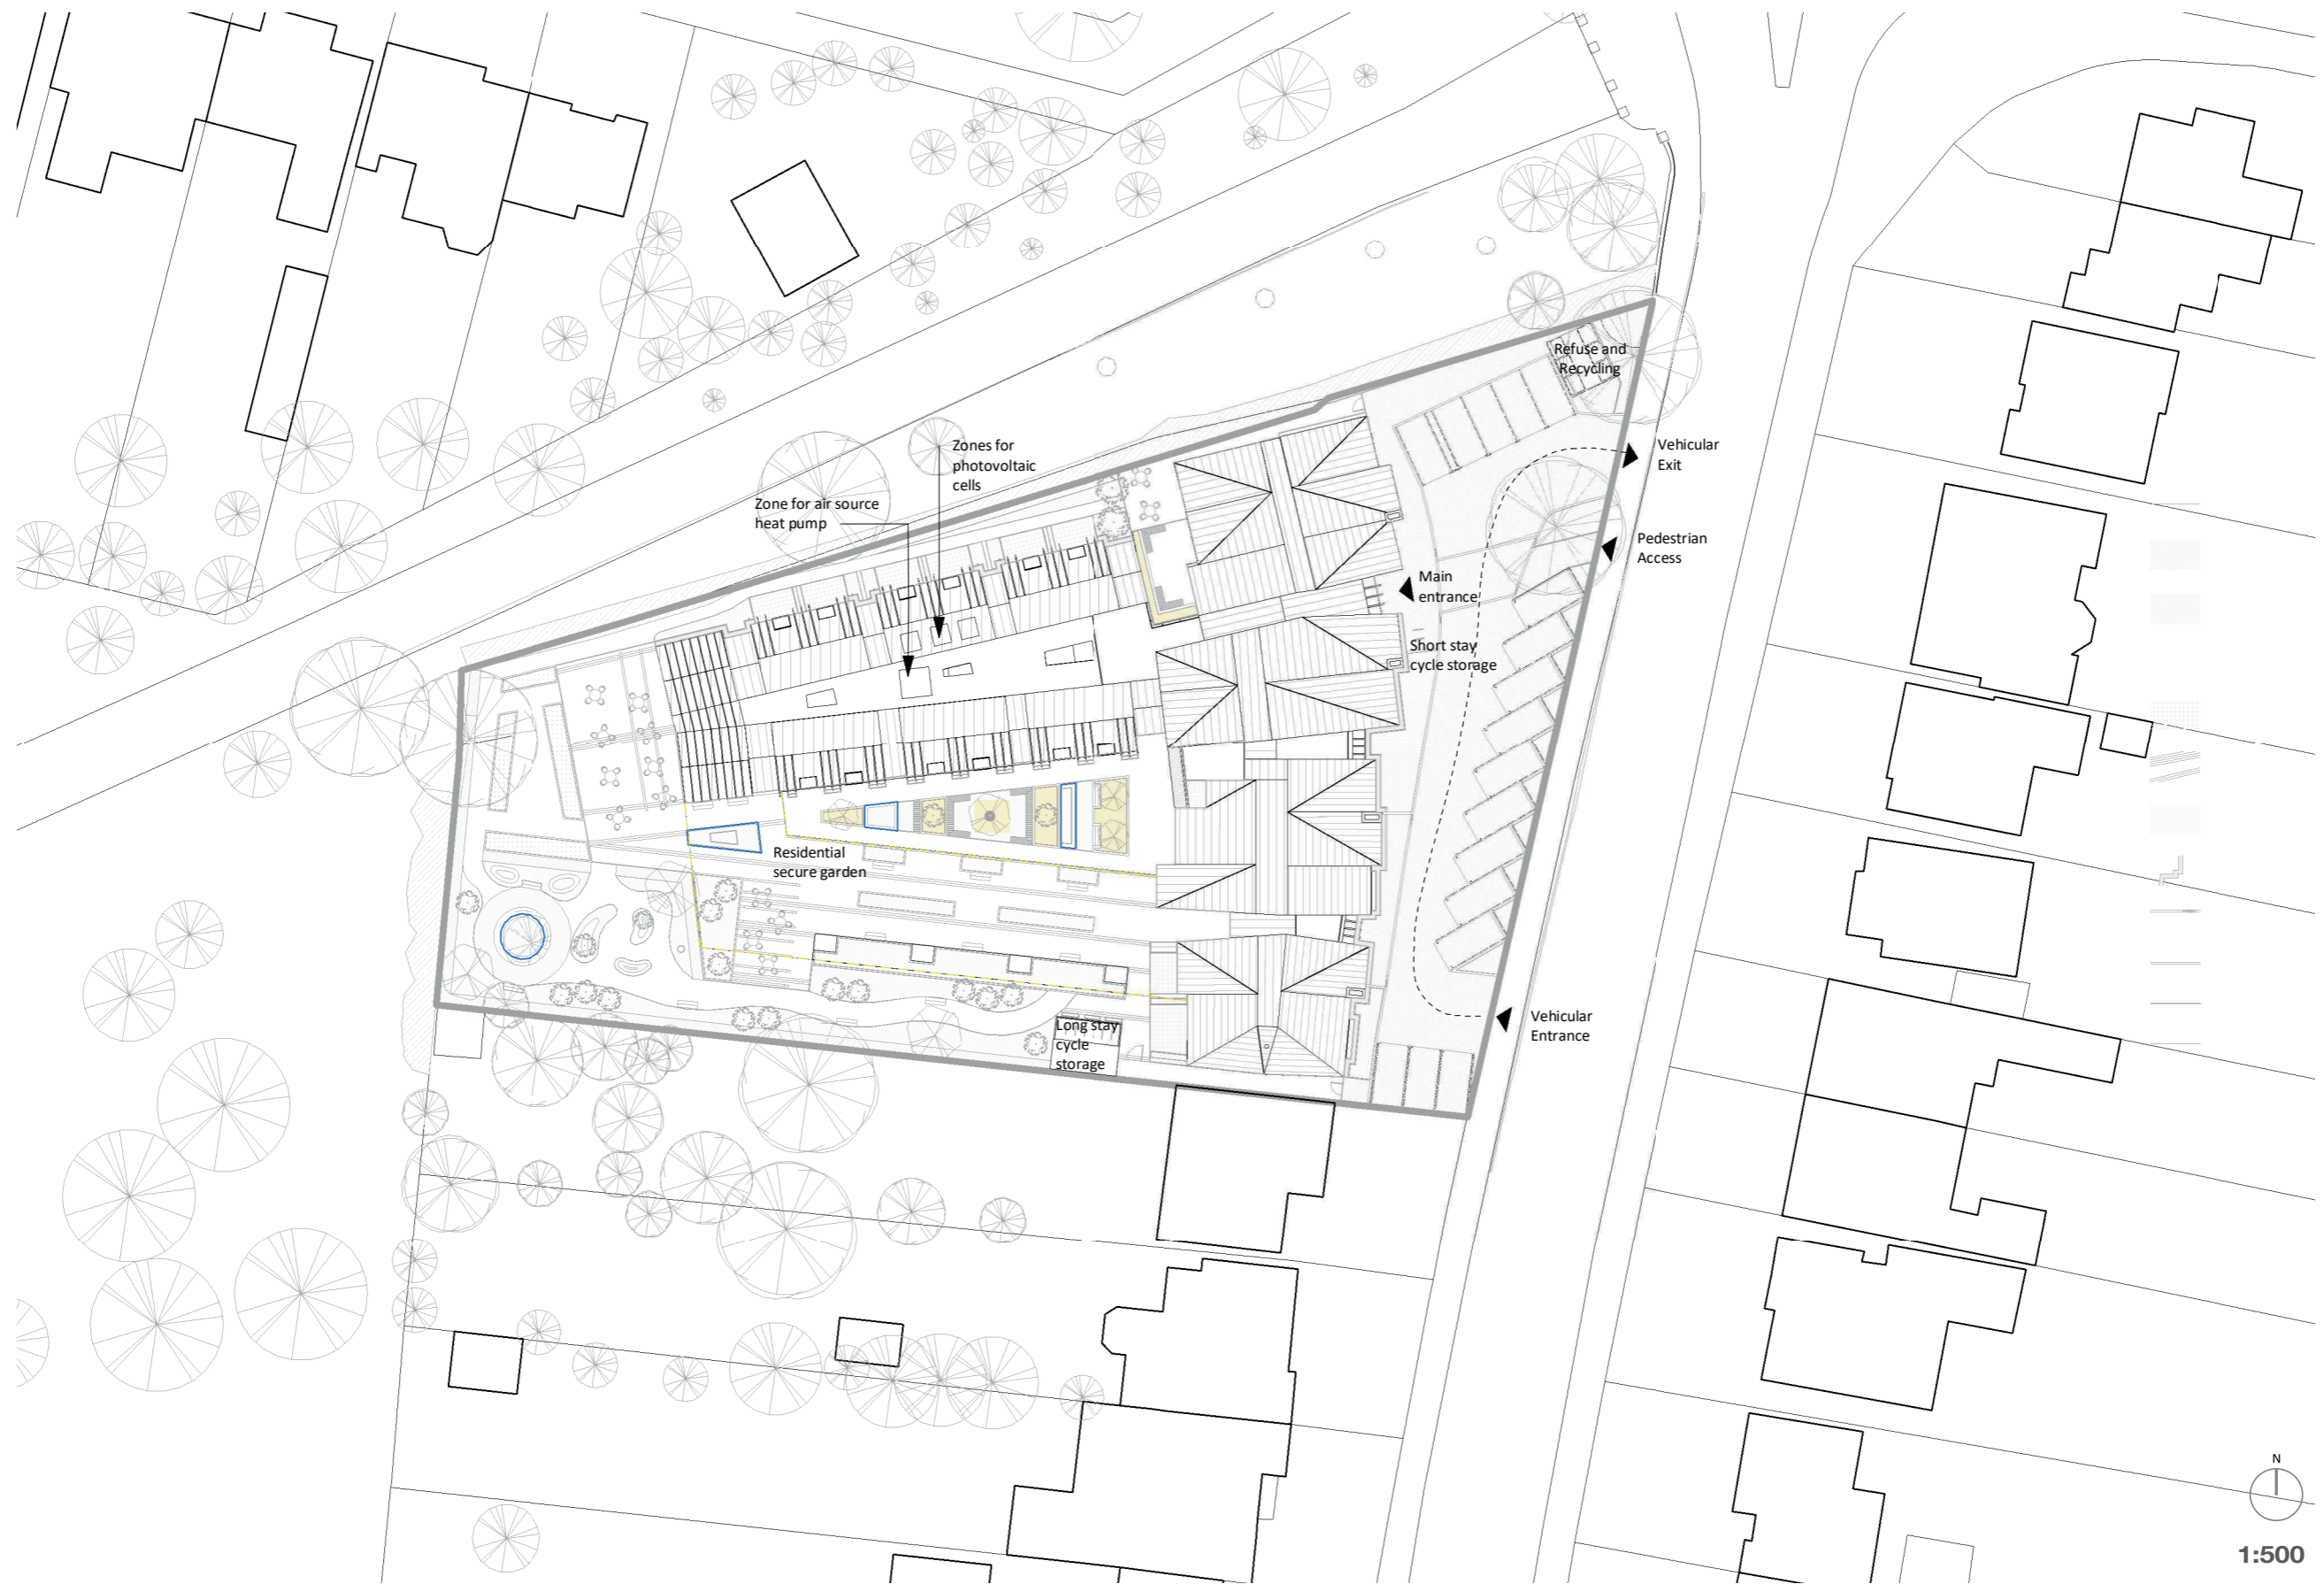 Refuse and
Recycling
Vehicular
Exit
Zones for
photovoltaic
cells
Zone for air source
heat pump
Pedestrian
Access
Main
entrance
Short stay
cycle storage
Residential
secure garden
Long stay
cycle
storage
Vehicular
Entrance
N
1:500